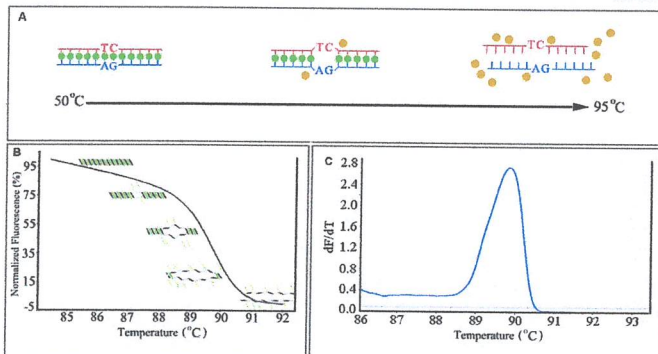 A
TC
AG
TC
AG
TC
AG
50°C
95°C
B
Normalized Fluorescence (%)
95
75
55
35
15
-5
85 86 87 88 89 90 91 92
Temperature (°C)
C
dF/dT
2.8
2.4
2.0
1.6
1.2
0.8
0.4
0.0
86 87 88 89 90 91 92 93
Temperature (°C)